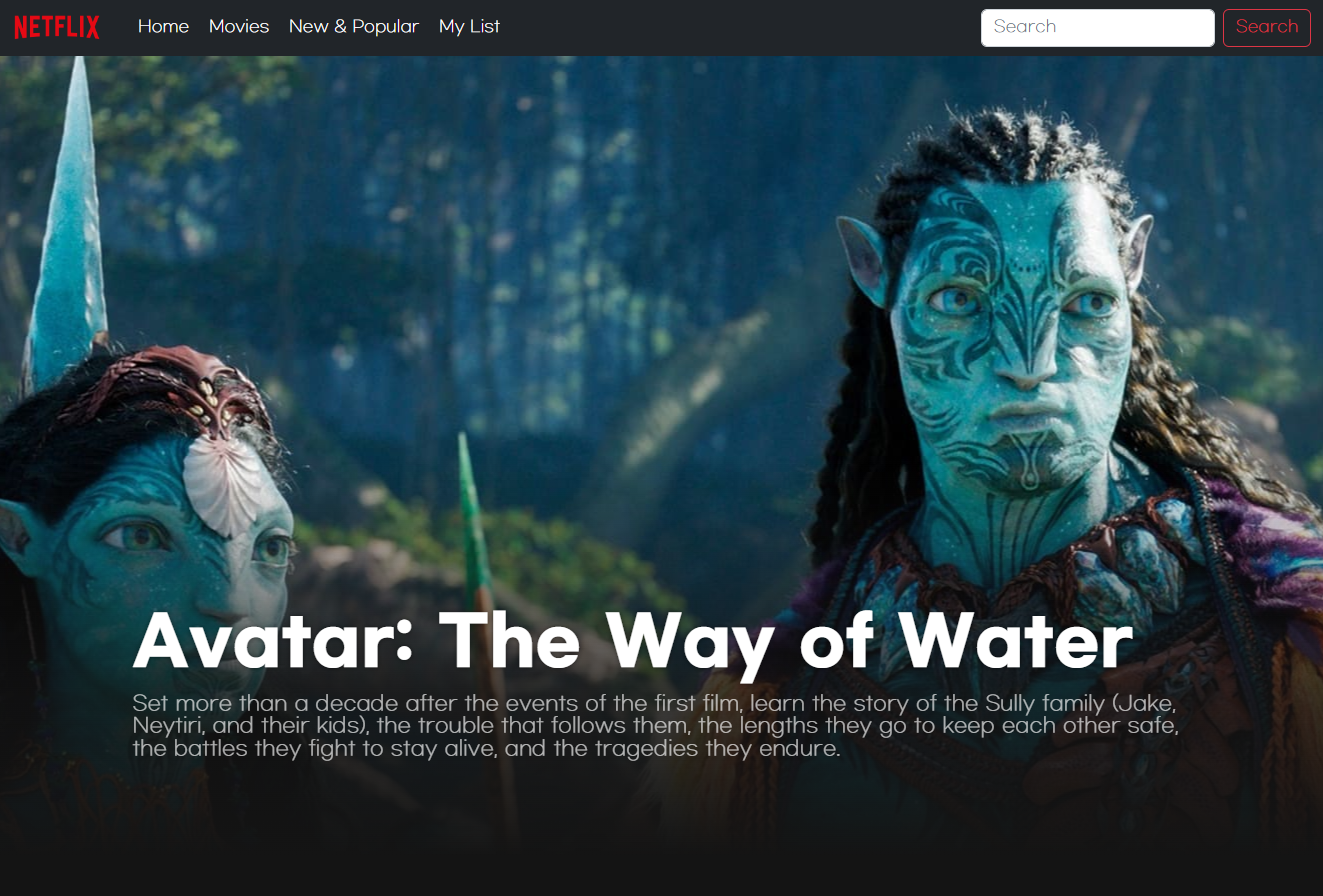 NETFLIX Home Movies New & Popular My List Search Search
Avatar: The Way of Water
Set more than a decade after the events of the first film, learn the story of the Sully family (Jake,
Neytiri, and their kids), the trouble that follows them, the lengths they go to keep each other safe,
the battles they fight to stay alive, and the tragedies they endure.